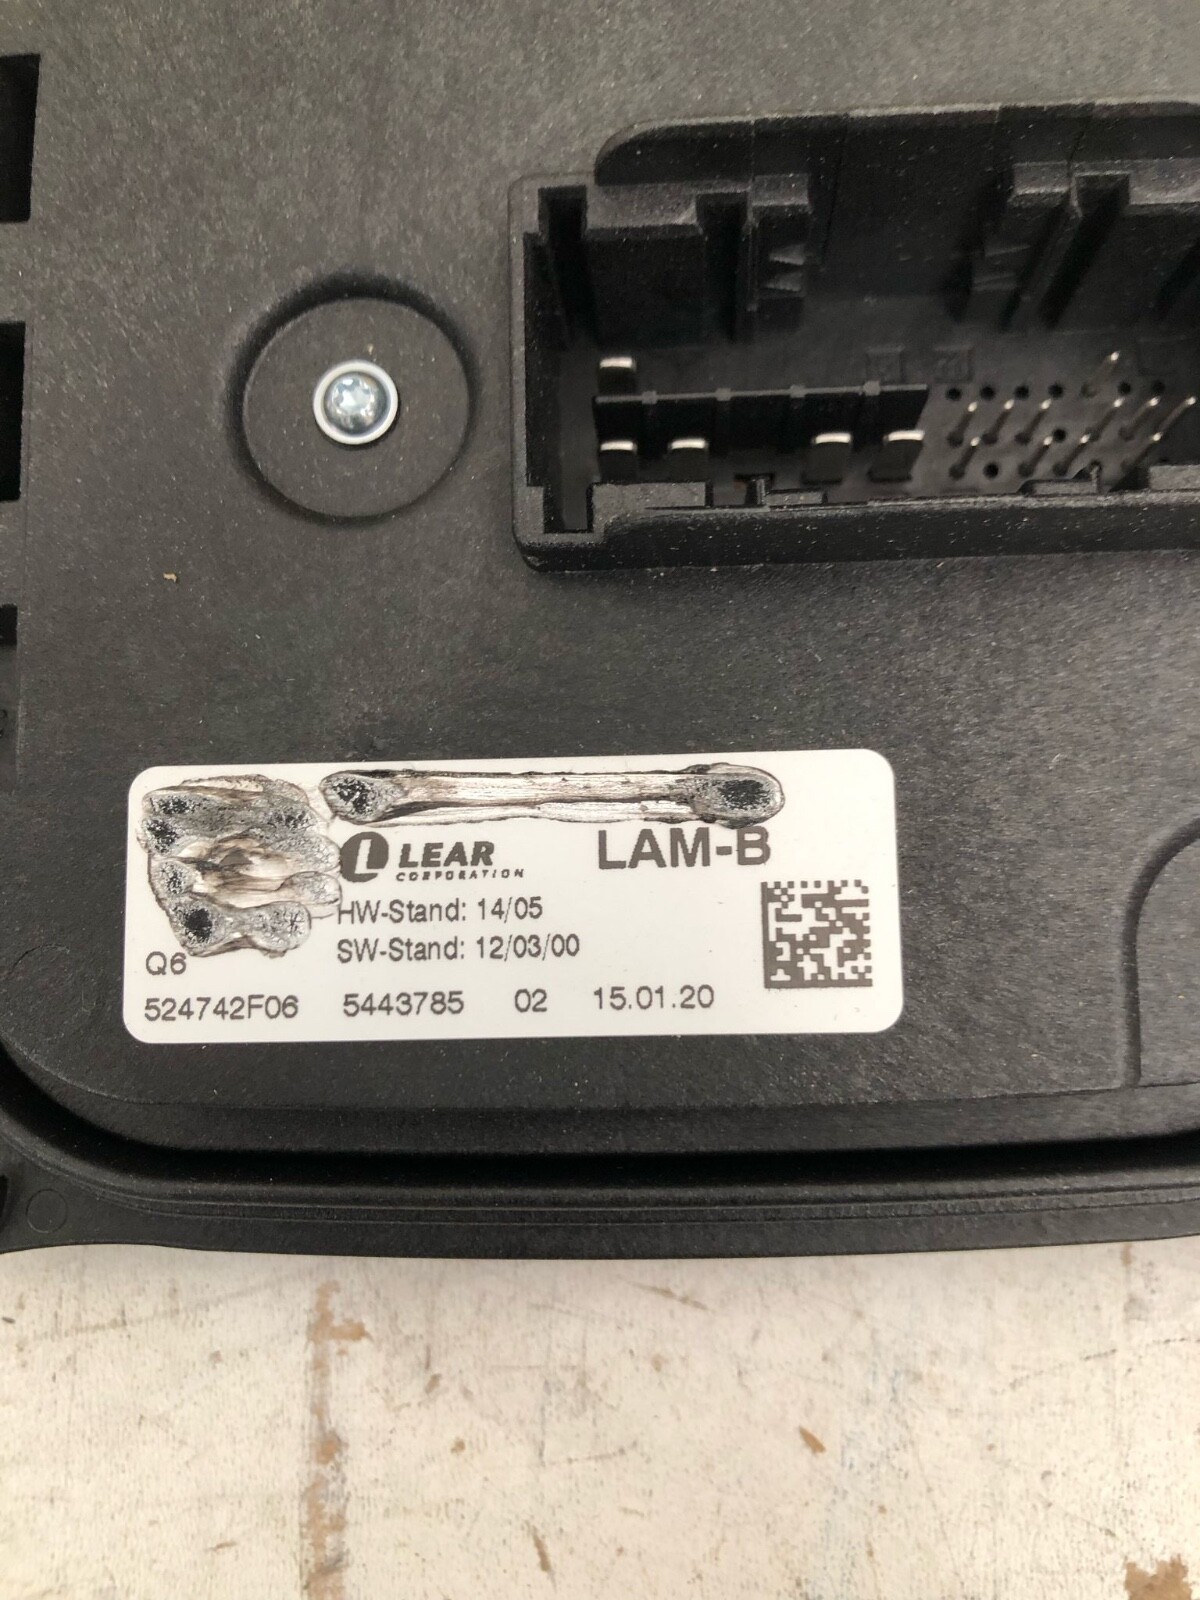 LEAR
CORPORATION
LAM-B
HW-Stand: 14/05
SW-Stand: 12/03/00
Q6
524742F06 5443785 02 15.01.20